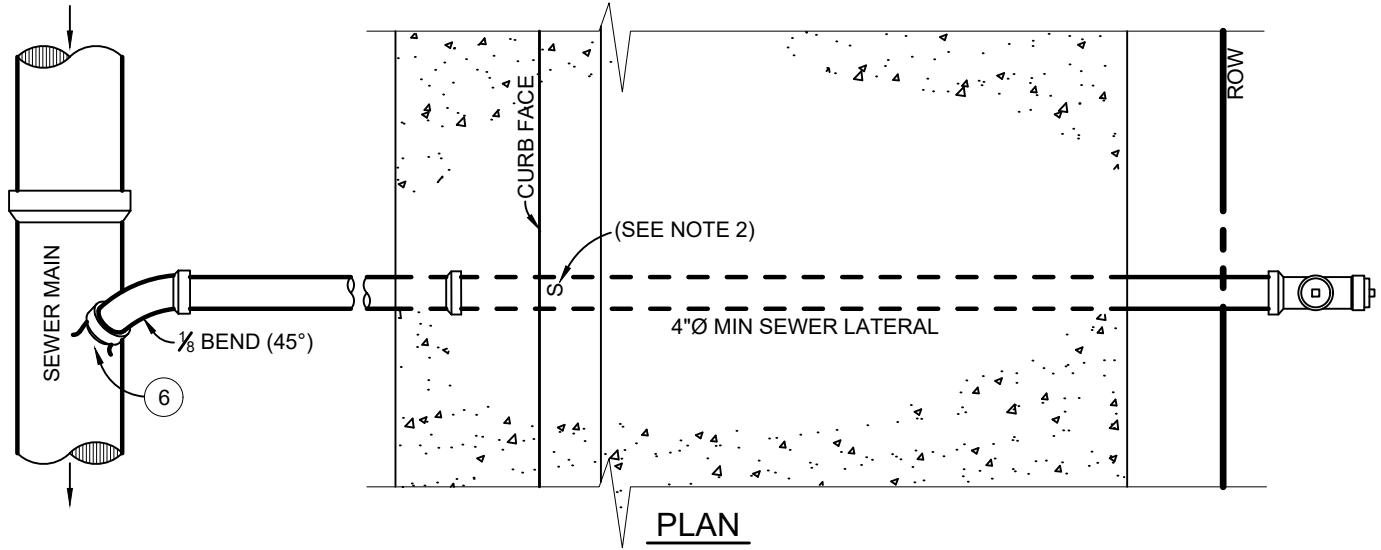 CURB FACE
ROW
(SEE NOTE 2)
S
SEWER MAIN
4"Ø MIN SEWER LATERAL
⅛ BEND (45°)
6
PLAN